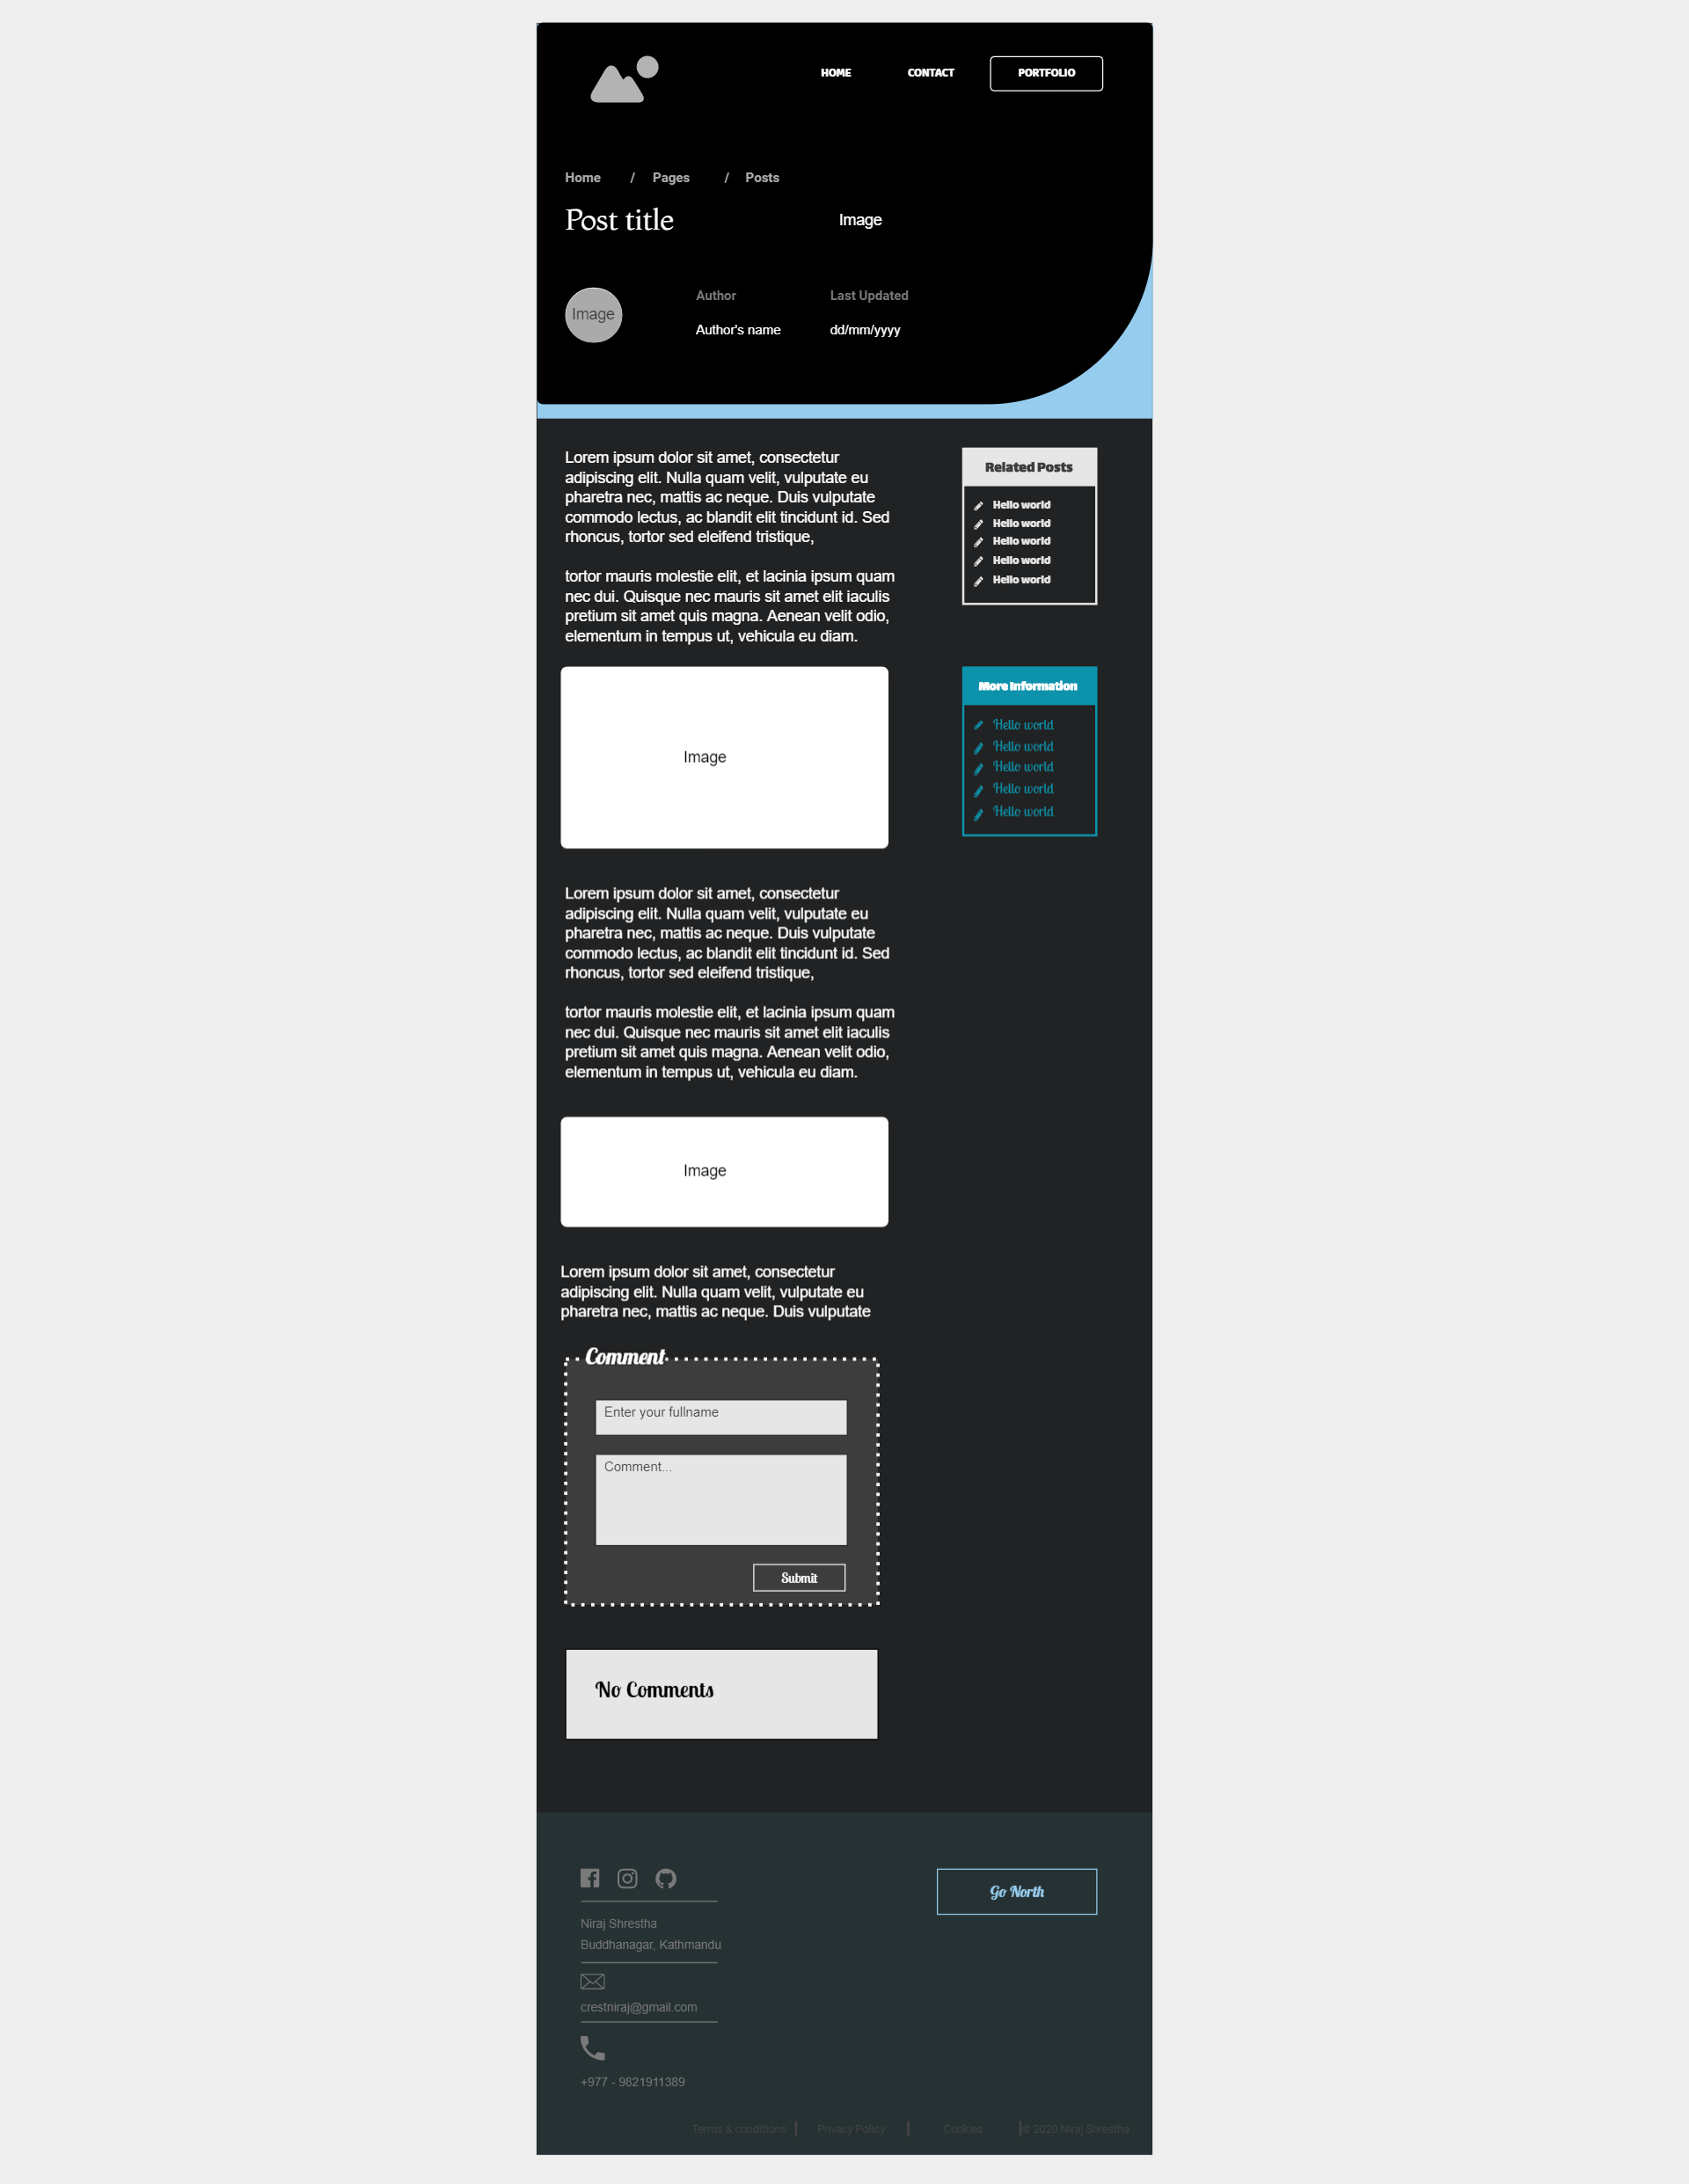 HOME CONTACT PORTFOLIO
Home / Pages / Posts
Post title
Image
Image
Author Last Updated
Author's name dd/mm/yyyy
Lorem ipsum dolor sit amet, consectetur
adipiscing elit. Nulla quam velit, vulputate eu
pharetra nec, mattis ac neque. Duis vulputate
commodo lectus, ac blandit elit tincidunt id. Sed
rhoncus, tortor sed eleifend tristique,
tortor mauris molestie elit, et lacinia ipsum quam
nec dui. Quisque nec mauris sit amet elit iaculis
pretium sit amet quis magna. Aenean velit odio,
elementum in tempus ut, vehicula eu diam.
Related Posts
Hello world
Hello world
Hello world
Hello world
Hello world
Image
More Information
Hello world
Hello world
Hello world
Hello world
Hello world
Lorem ipsum dolor sit amet, consectetur
adipiscing elit. Nulla quam velit, vulputate eu
pharetra nec, mattis ac neque. Duis vulputate
commodo lectus, ac blandit elit tincidunt id. Sed
rhoncus, tortor sed eleifend tristique,
tortor mauris molestie elit, et lacinia ipsum quam
nec dui. Quisque nec mauris sit amet elit iaculis
pretium sit amet quis magna. Aenean velit odio,
elementum in tempus ut, vehicula eu diam.
Image
Lorem ipsum dolor sit amet, consectetur
adipiscing elit. Nulla quam velit, vulputate eu
pharetra nec, mattis ac neque. Duis vulputate
Comment
Enter your fullname
Comment...
Submit
No Comments
Go North
Niraj Shrestha
Buddhanagar, Kathmandu
crestniraj@gmail.com
+977 - 9821911389
Terms & conditions Privacy Policy Cookies © 2020 Niraj Shrestha